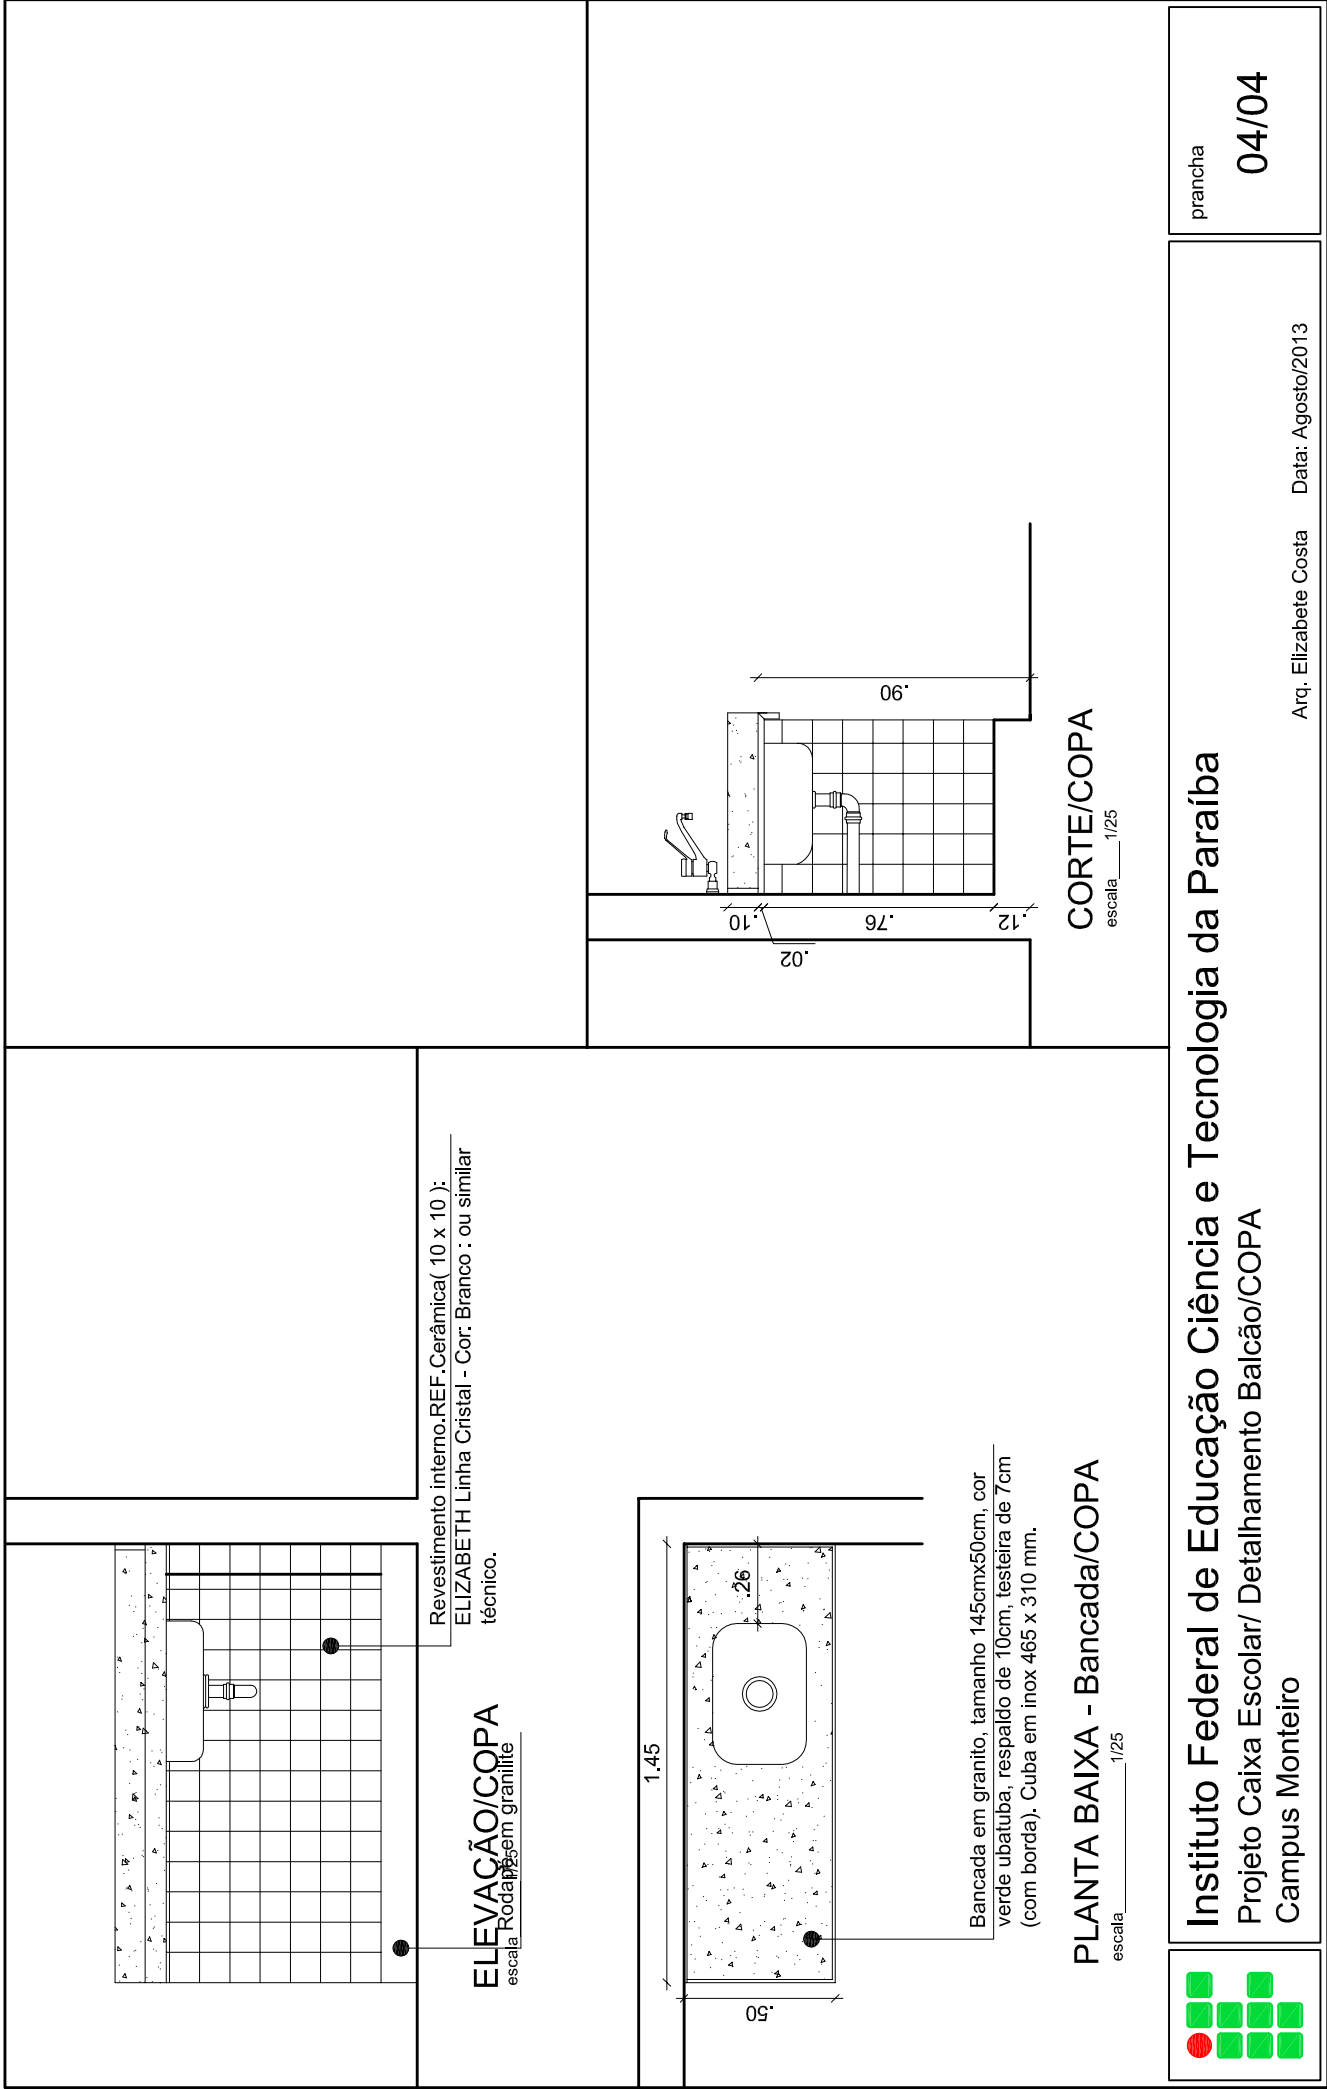 Revestimento interno.REF.Cerâmica( 10 x 10 ):
ELIZABETH Linha Cristal - Cor: Branco : ou similar
técnico.
ELEVAÇÃO/COPA
escala
1/25
Rodapé em granilite
1.45
.26
.50
Bancada em granito, tamanho 145cmx50cm, cor
verde ubatuba, respaldo de 10cm, testeira de 7cm
(com borda). Cuba em inox 465 x 310 mm.
PLANTA BAIXA - Bancada/COPA
escala 1/25
.10
.02
.76
.12
.90
CORTE/COPA
escala 1/25
Instituto Federal de Educação Ciência e Tecnologia da Paraíba
Projeto Caixa Escolar/ Detalhamento Balcão/COPA
Campus Monteiro
Arq. Elizabete Costa Data: Agosto/2013
prancha
04/04